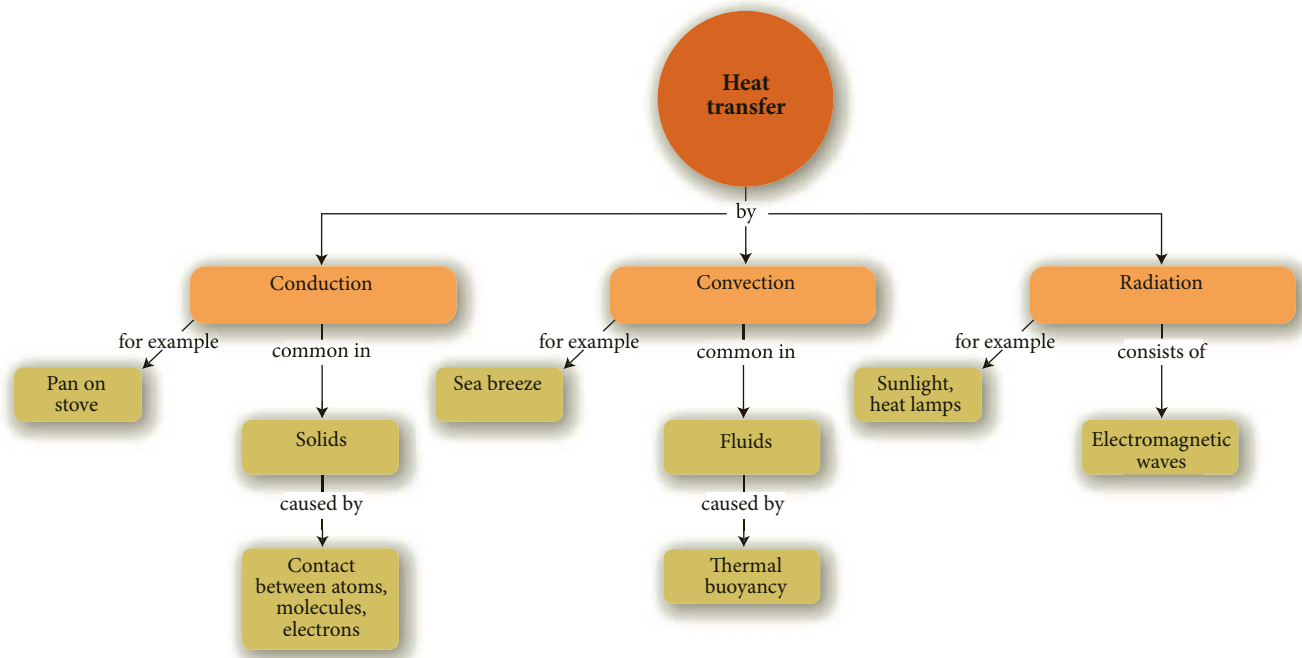 Heat
transfer
by
Conduction
Convection
Radiation
for example
common in
for example
common in
for example
consists of
Pan on
stove
Sea breeze
Sunlight,
heat lamps
Solids
Fluids
Electromagnetic
waves
caused by
caused by
Contact
between atoms,
molecules,
electrons
Thermal
buoyancy